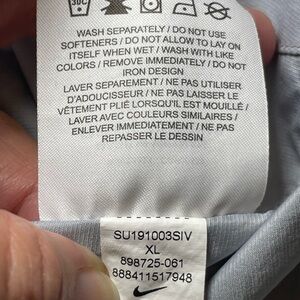 30C
WASH SEPARATELY / DO NOT USE
SOFTENERS / DO NOT ALLOW TO LAY ON
ITSELF WHEN WET / WASH WITH LIKE
COLORS / REMOVE IMMEDIATELY / DO NOT
IRON DESIGN
LAVER SEPAREMENT / NE PAS UTILISER
D'ADOUCISSEUR / NE PAS LAISSER LE
VÊTEMENT PLIÉ LORSQU'IL EST MOUILLÉ /
LAVER AVEC COULEURS SIMILAIRES /
ENLEVER IMMEDIATEMENT / NE PAS
REPASSER LE DESSIN
SU191003SIV
XL
898725-061
888411517948